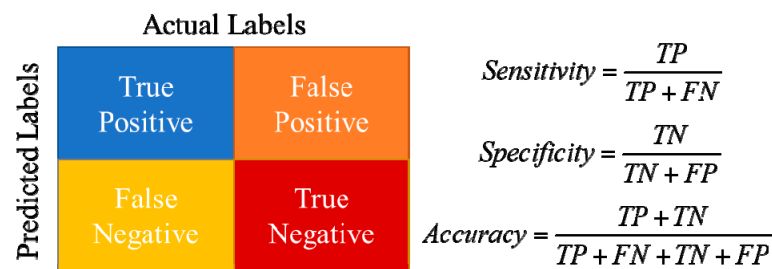 Actual Labels
Predicted Labels
True
Positive
False
Positive
False
Negative
True
Negative
Sensitivity = TP / TP + FN
Specificity = TN / TN + FP
Accuracy = TP + TN / TP + FN + TN + FP